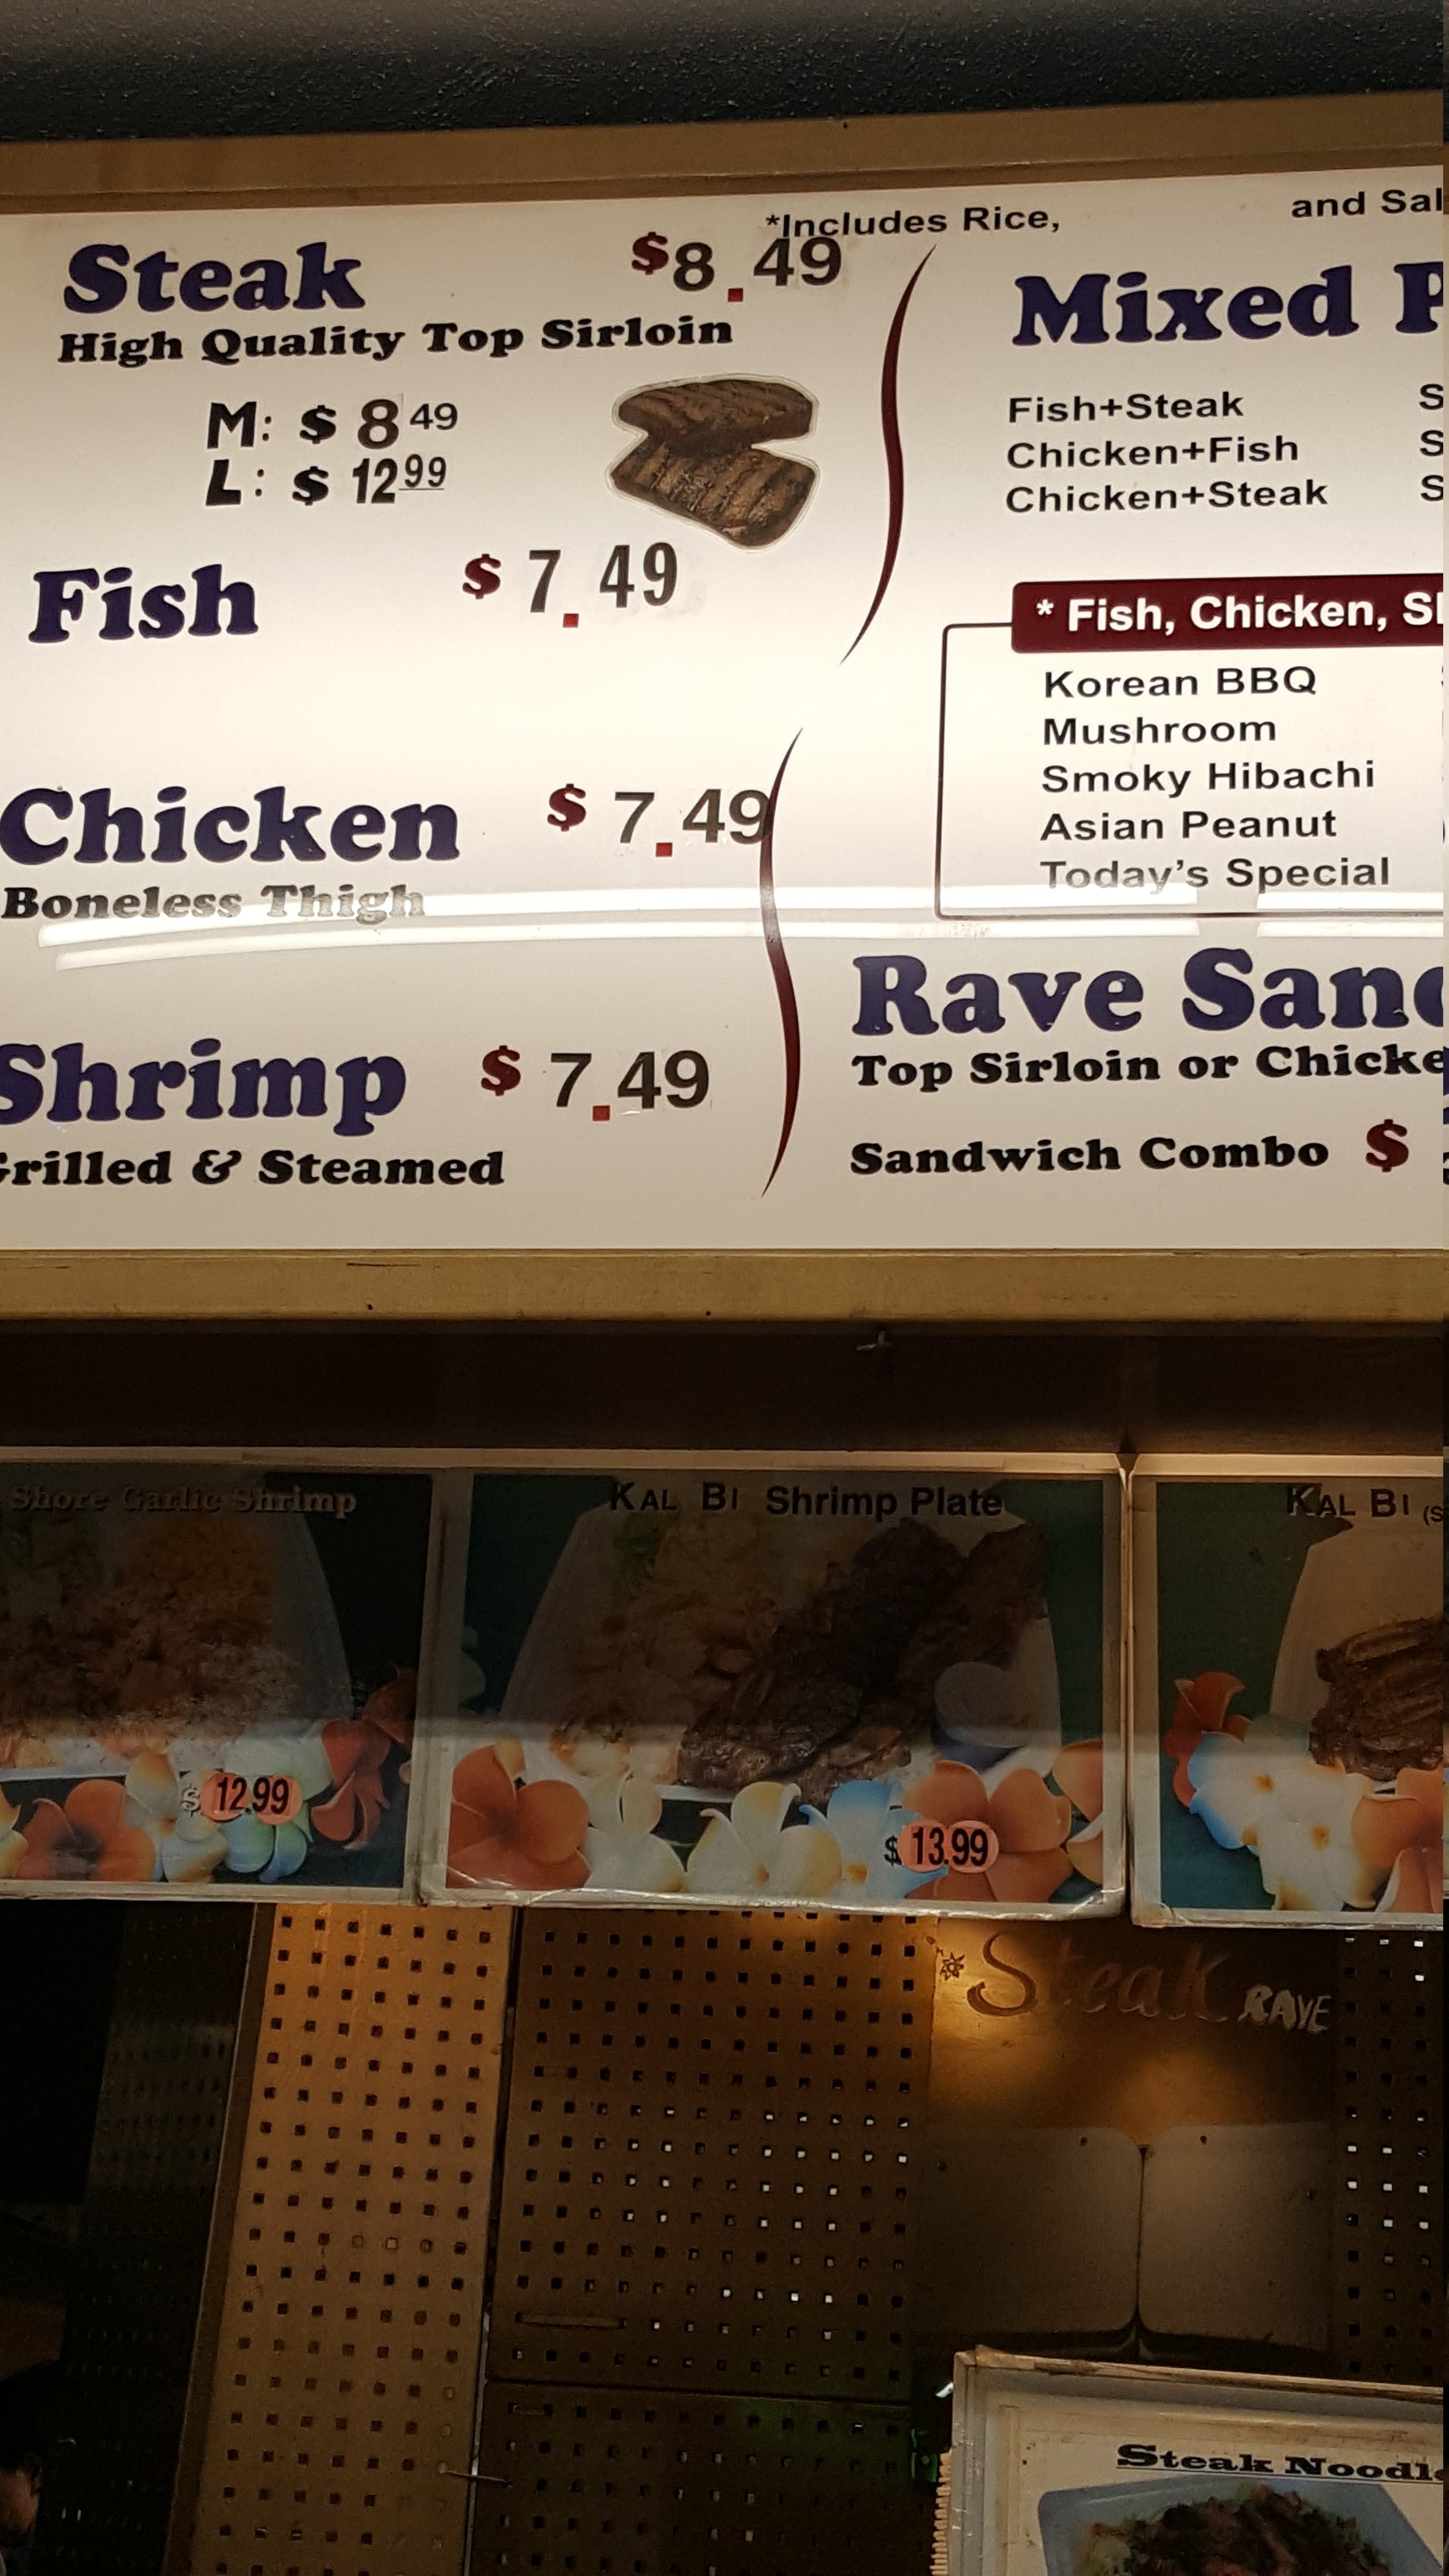 *Includes Rice, and Sal
Steak $8.49
High Quality Top Sirloin
M: $ 8 49
L: $ 12 99
Fish $ 7.49
Chicken $ 7.49
Boneless Thigh
Shrimp $ 7.49
Grilled & Steamed
Mixed P
Fish+Steak S
Chicken+Fish S
Chicken+Steak S
* Fish, Chicken,
Korean BBQ
Mushroom
Smoky Hibachi
Asian Peanut
Today's Special
Rave Sand
Top Sirloin or Chicke
Sandwich Combo $
Shore Garlic Shrimp
$ 12.99
KAL BI Shrimp Plate
$ 13.99
KAL BI (S
Steak RAVE
Steak Noodle